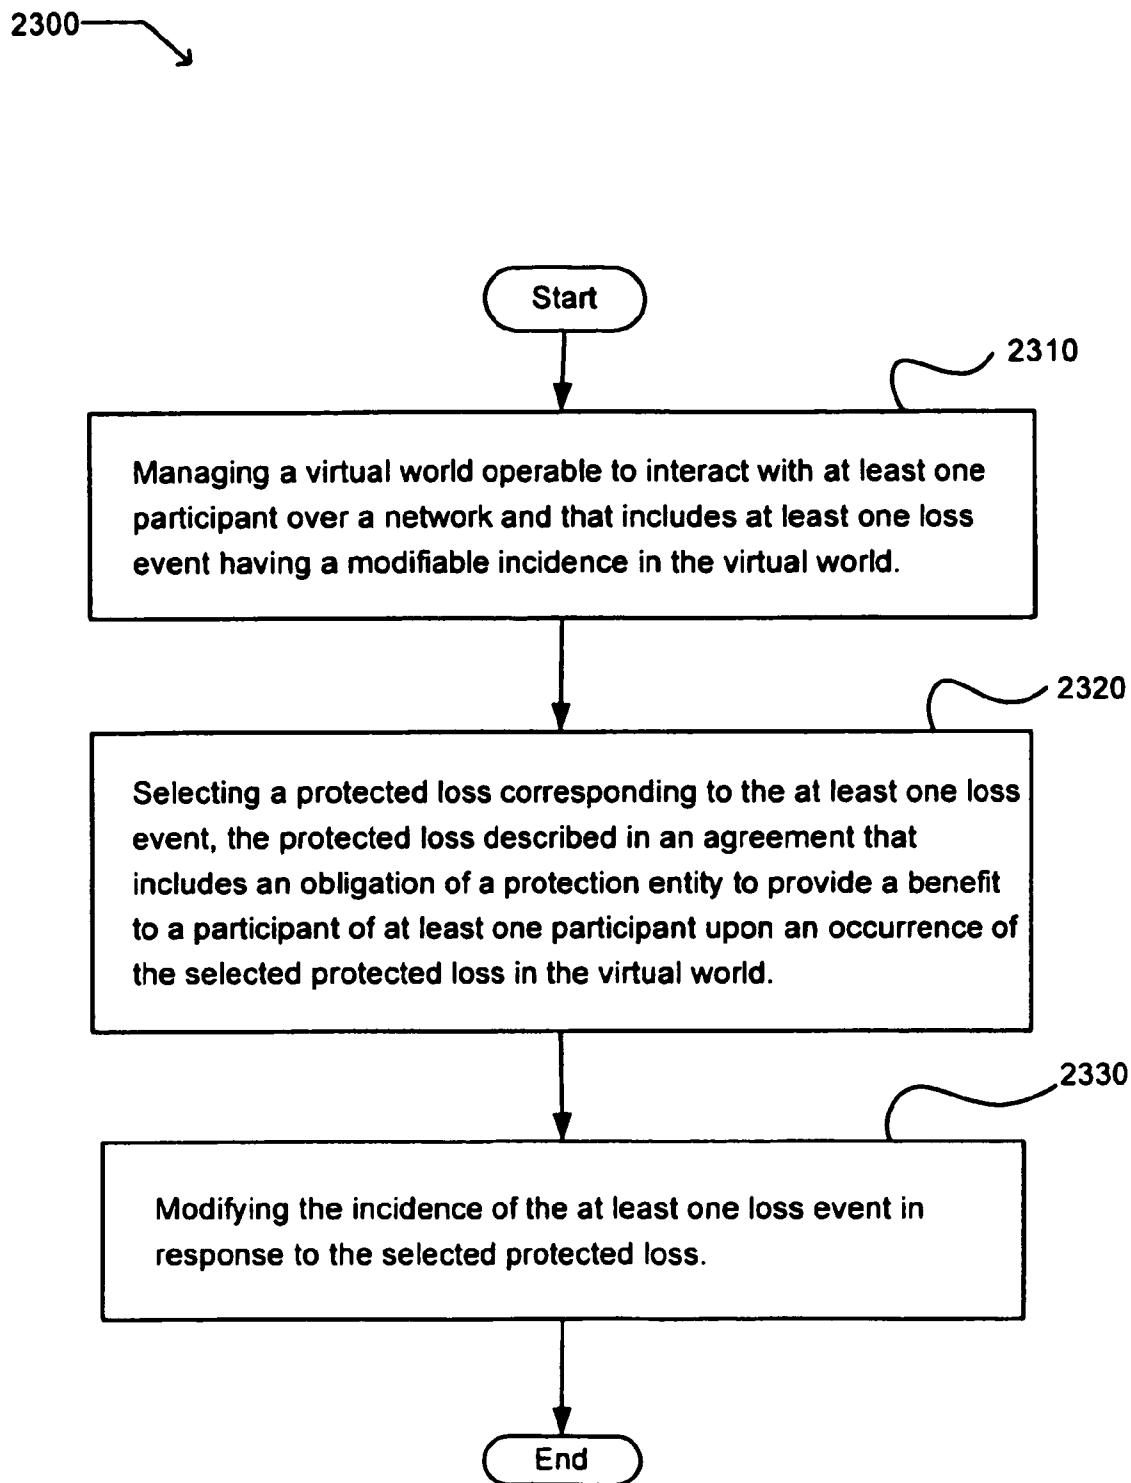 2300
Start
2310
Managing a virtual world operable to interact with at least one
participant over a network and that includes at least one loss
event having a modifiable incidence in the virtual world.
2320
Selecting a protected loss corresponding to the at least one loss
event, the protected loss described in an agreement that
includes an obligation of a protection entity to provide a benefit
to a participant of at least one participant upon an occurrence of
the selected protected loss in the virtual world.
2330
Modifying the incidence of the at least one loss event in
response to the selected protected loss.
End